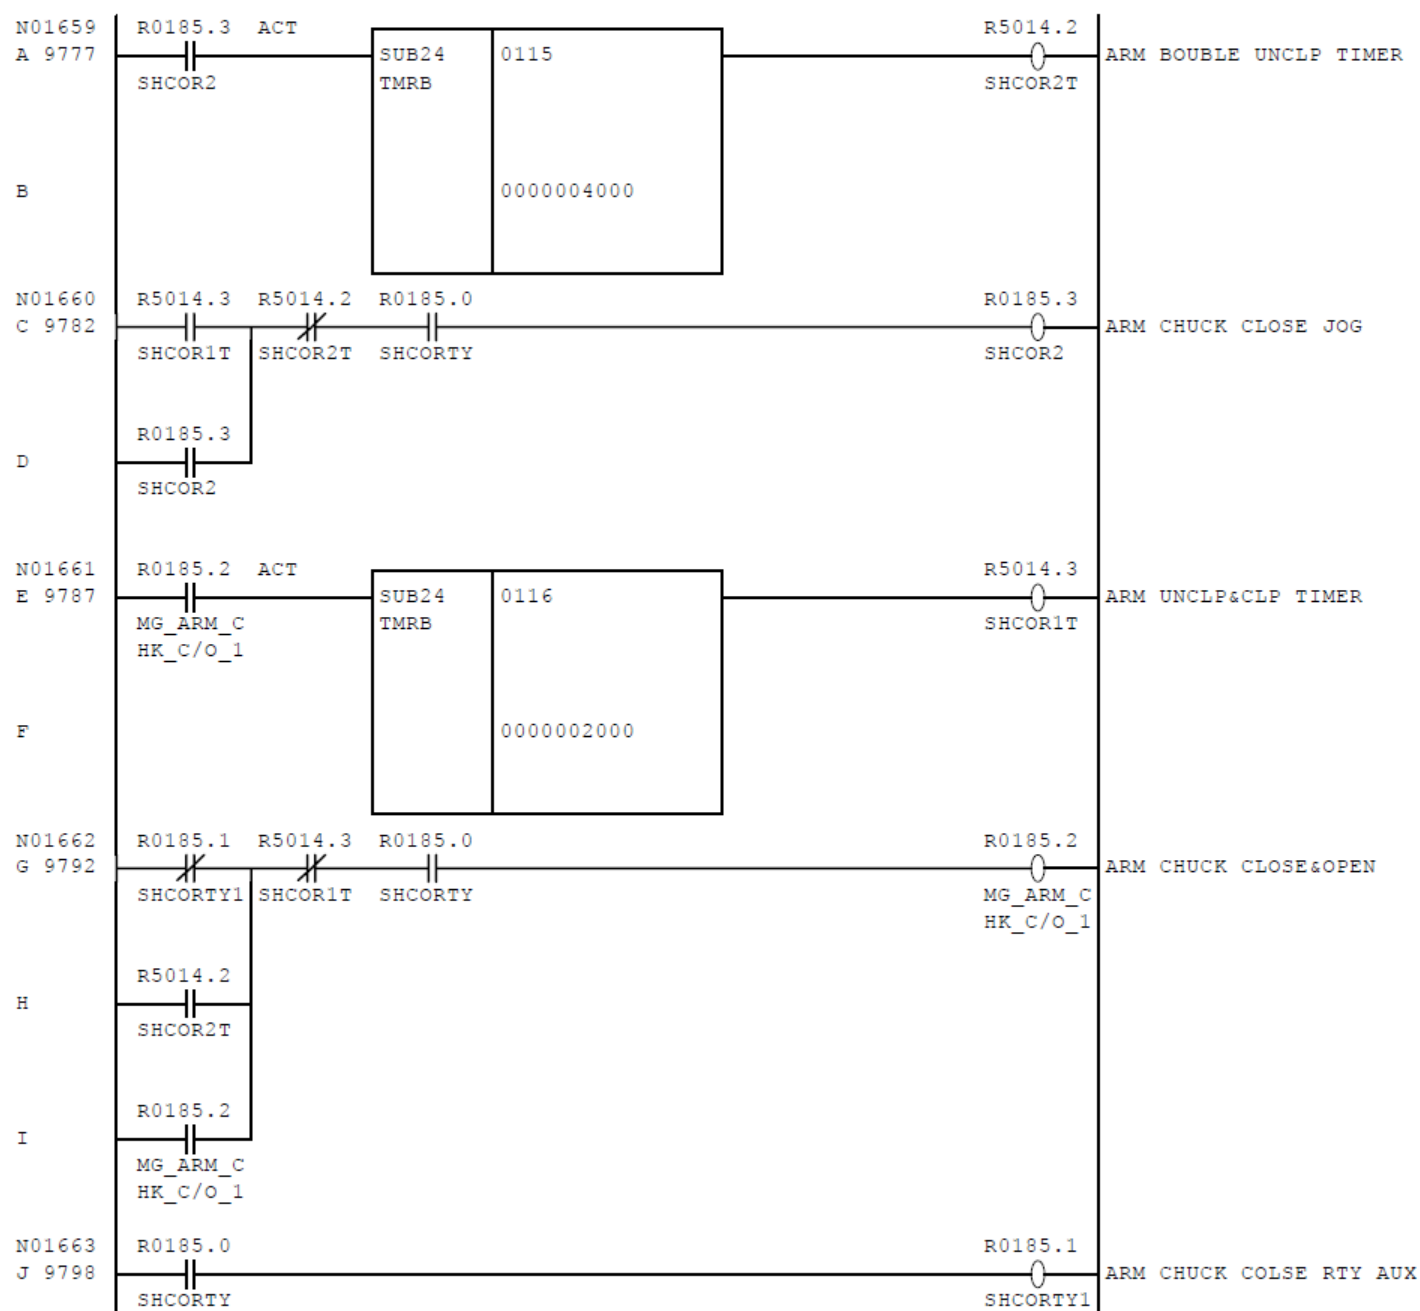 N01659 R0185.3 ACT R5014.2
A 9777 SUB24 0115 ARM BOUBLE UNCLP TIMER
SHCOR2 TMRB SHCOR2T
B 0000004000
N01660 R5014.3 R5014.2 R0185.0 R0185.3
C 9782 ARM CHUCK CLOSE JOG
SHCOR1T SHCOR2T SHCORTY SHCOR2
R0185.3
D
SHCOR2
N01661 R0185.2 ACT R5014.3
E 9787 SUB24 0116 ARM UNCLP&CLP TIMER
MG_ARM_C TMRB SHCOR1T
HK_C/O_1
F 0000002000
N01662 R0185.1 R5014.3 R0185.0 R0185.2
G 9792 ARM CHUCK CLOSE&OPEN
SHCORTY1 SHCOR1T SHCORTY MG_ARM_C
HK_C/O_1
R5014.2
H
SHCOR2T
R0185.2
I
MG_ARM_C
HK_C/O_1
N01663 R0185.0 R0185.1
J 9798 ARM CHUCK COLSE RTY AUX
SHCORTY SHCORTY1